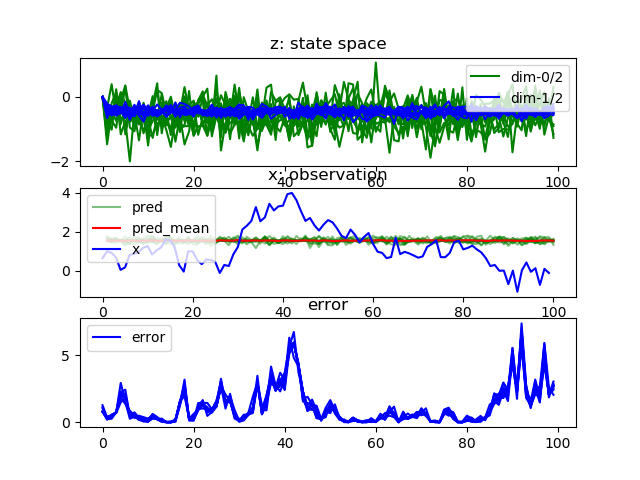 z: state space
dim-0/2
dim-1/2
0
−2
0 20 40 60 80 100
x: observation
pred
pred_mean
x
4
2
0
0 20 40 60 80 100
error
error
5
0
0 20 40 60 80 100